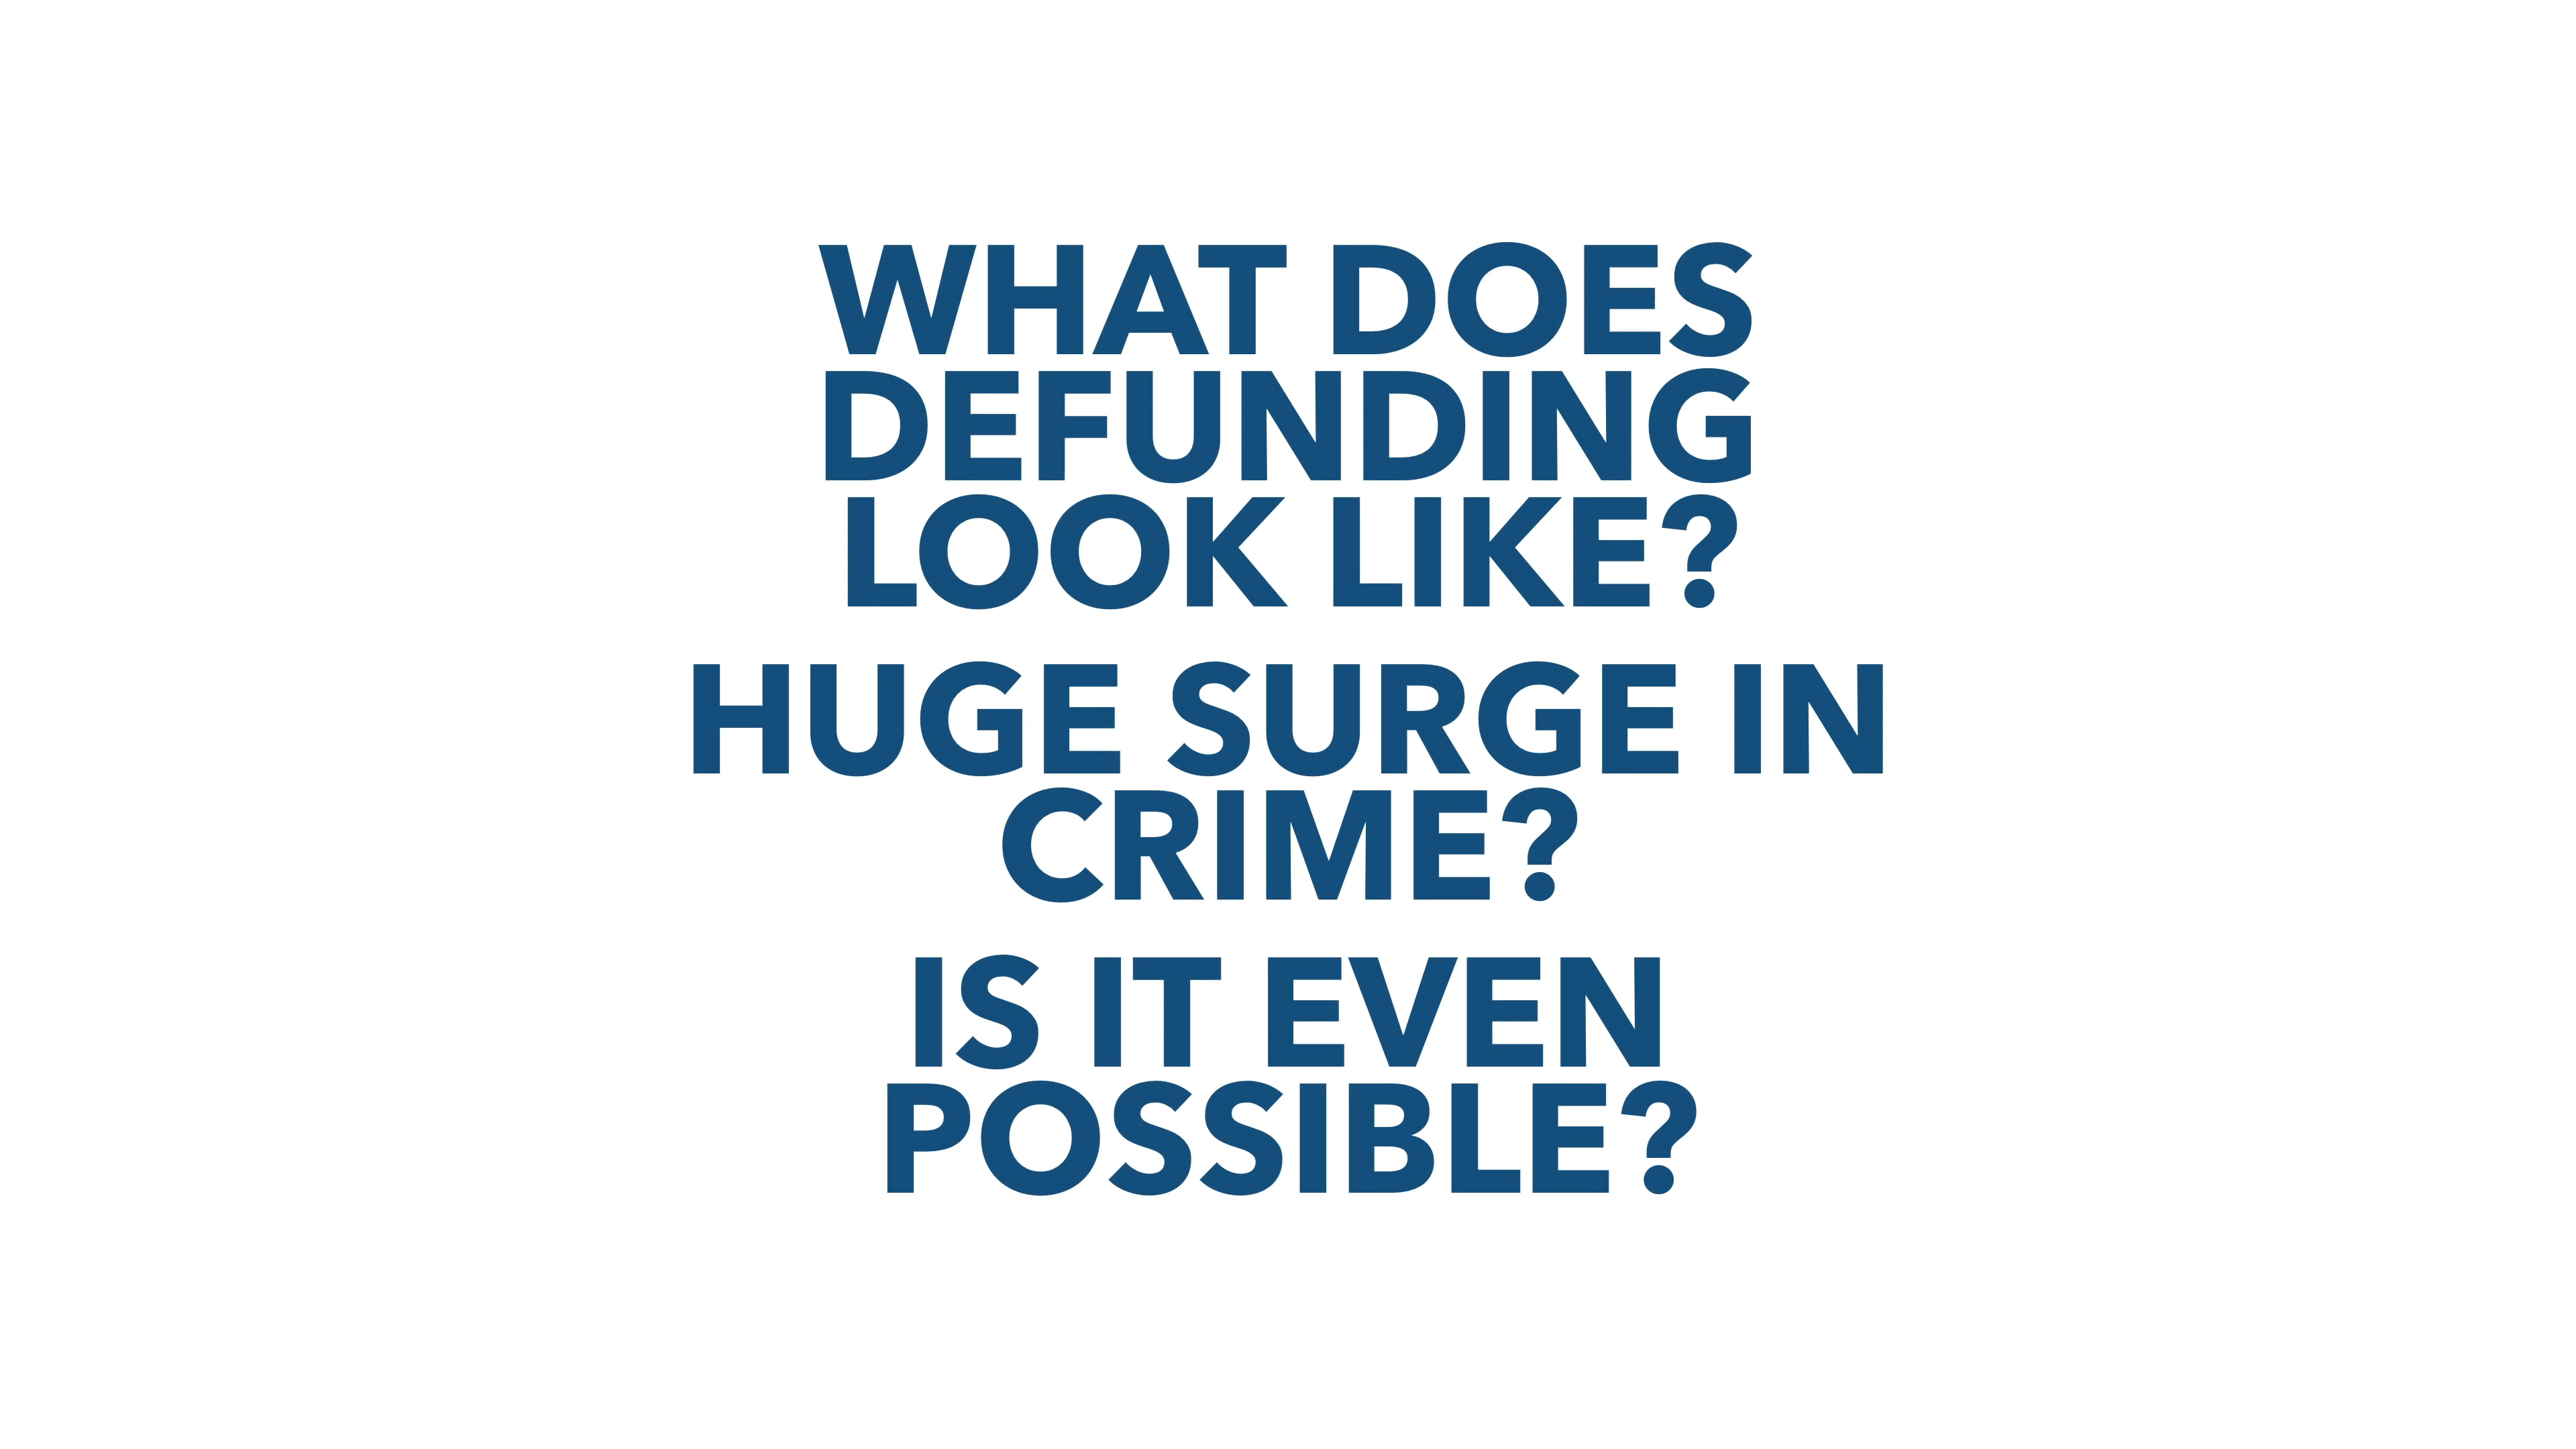 WHAT DOES
DEFUNDING
LOOK LIKE?
HUGE SURGE IN
CRIME?
IS IT EVEN
POSSIBLE?